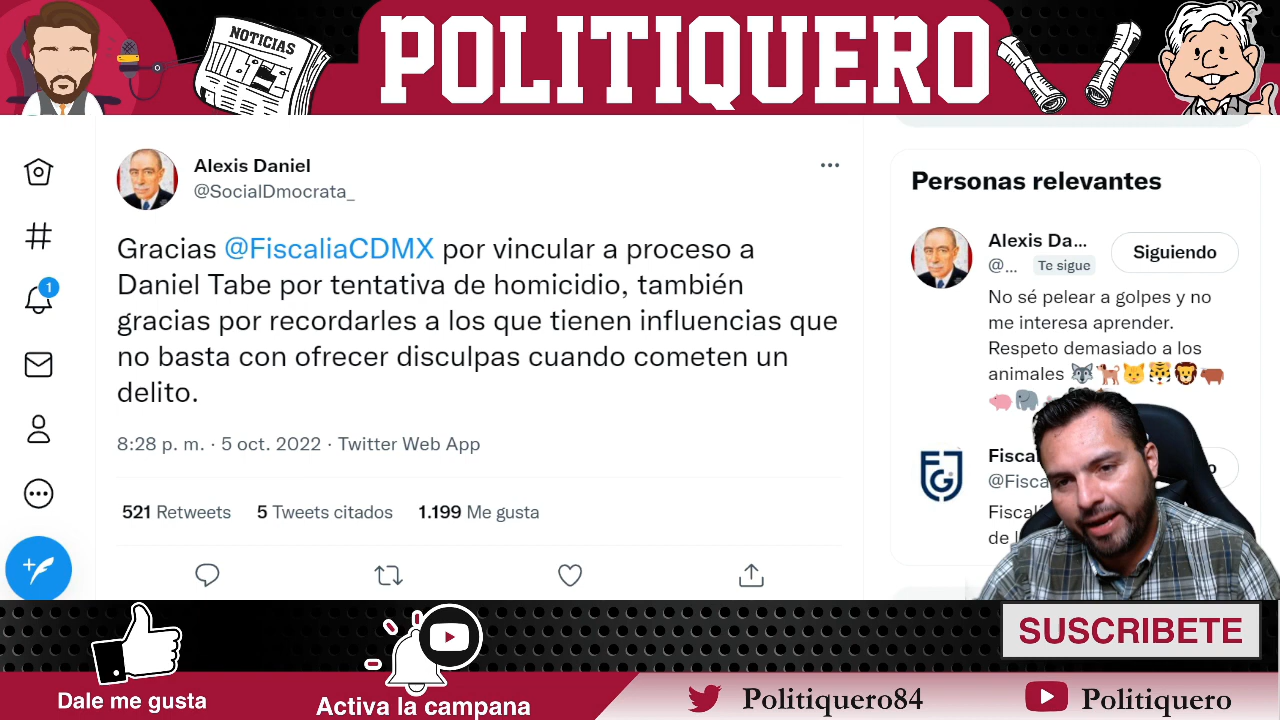 NOTICIAS
POLITIQUERO
Alexis Daniel
@SocialDmocrata_
Gracias @FiscaliaCDMX por vincular a proceso a
Daniel Tabe por tentativa de homicidio, también
gracias por recordarles a los que tienen influencias que
no basta con ofrecer disculpas cuando cometen un
delito.
8:28 p. m. · 5 oct. 2022 · Twitter Web App
521 Retweets 5 Tweets citados 1.199 Me gusta
1
Personas relevantes
Alexis Da...
@... Te sigue
Siguiendo
No sé pelear a golpes y no
me interesa aprender.
Respeto demasiado a los
animales
FGJ
SUSCRIBETE
Dale me gusta
Activa la campana
Politiquero84
Politiquero